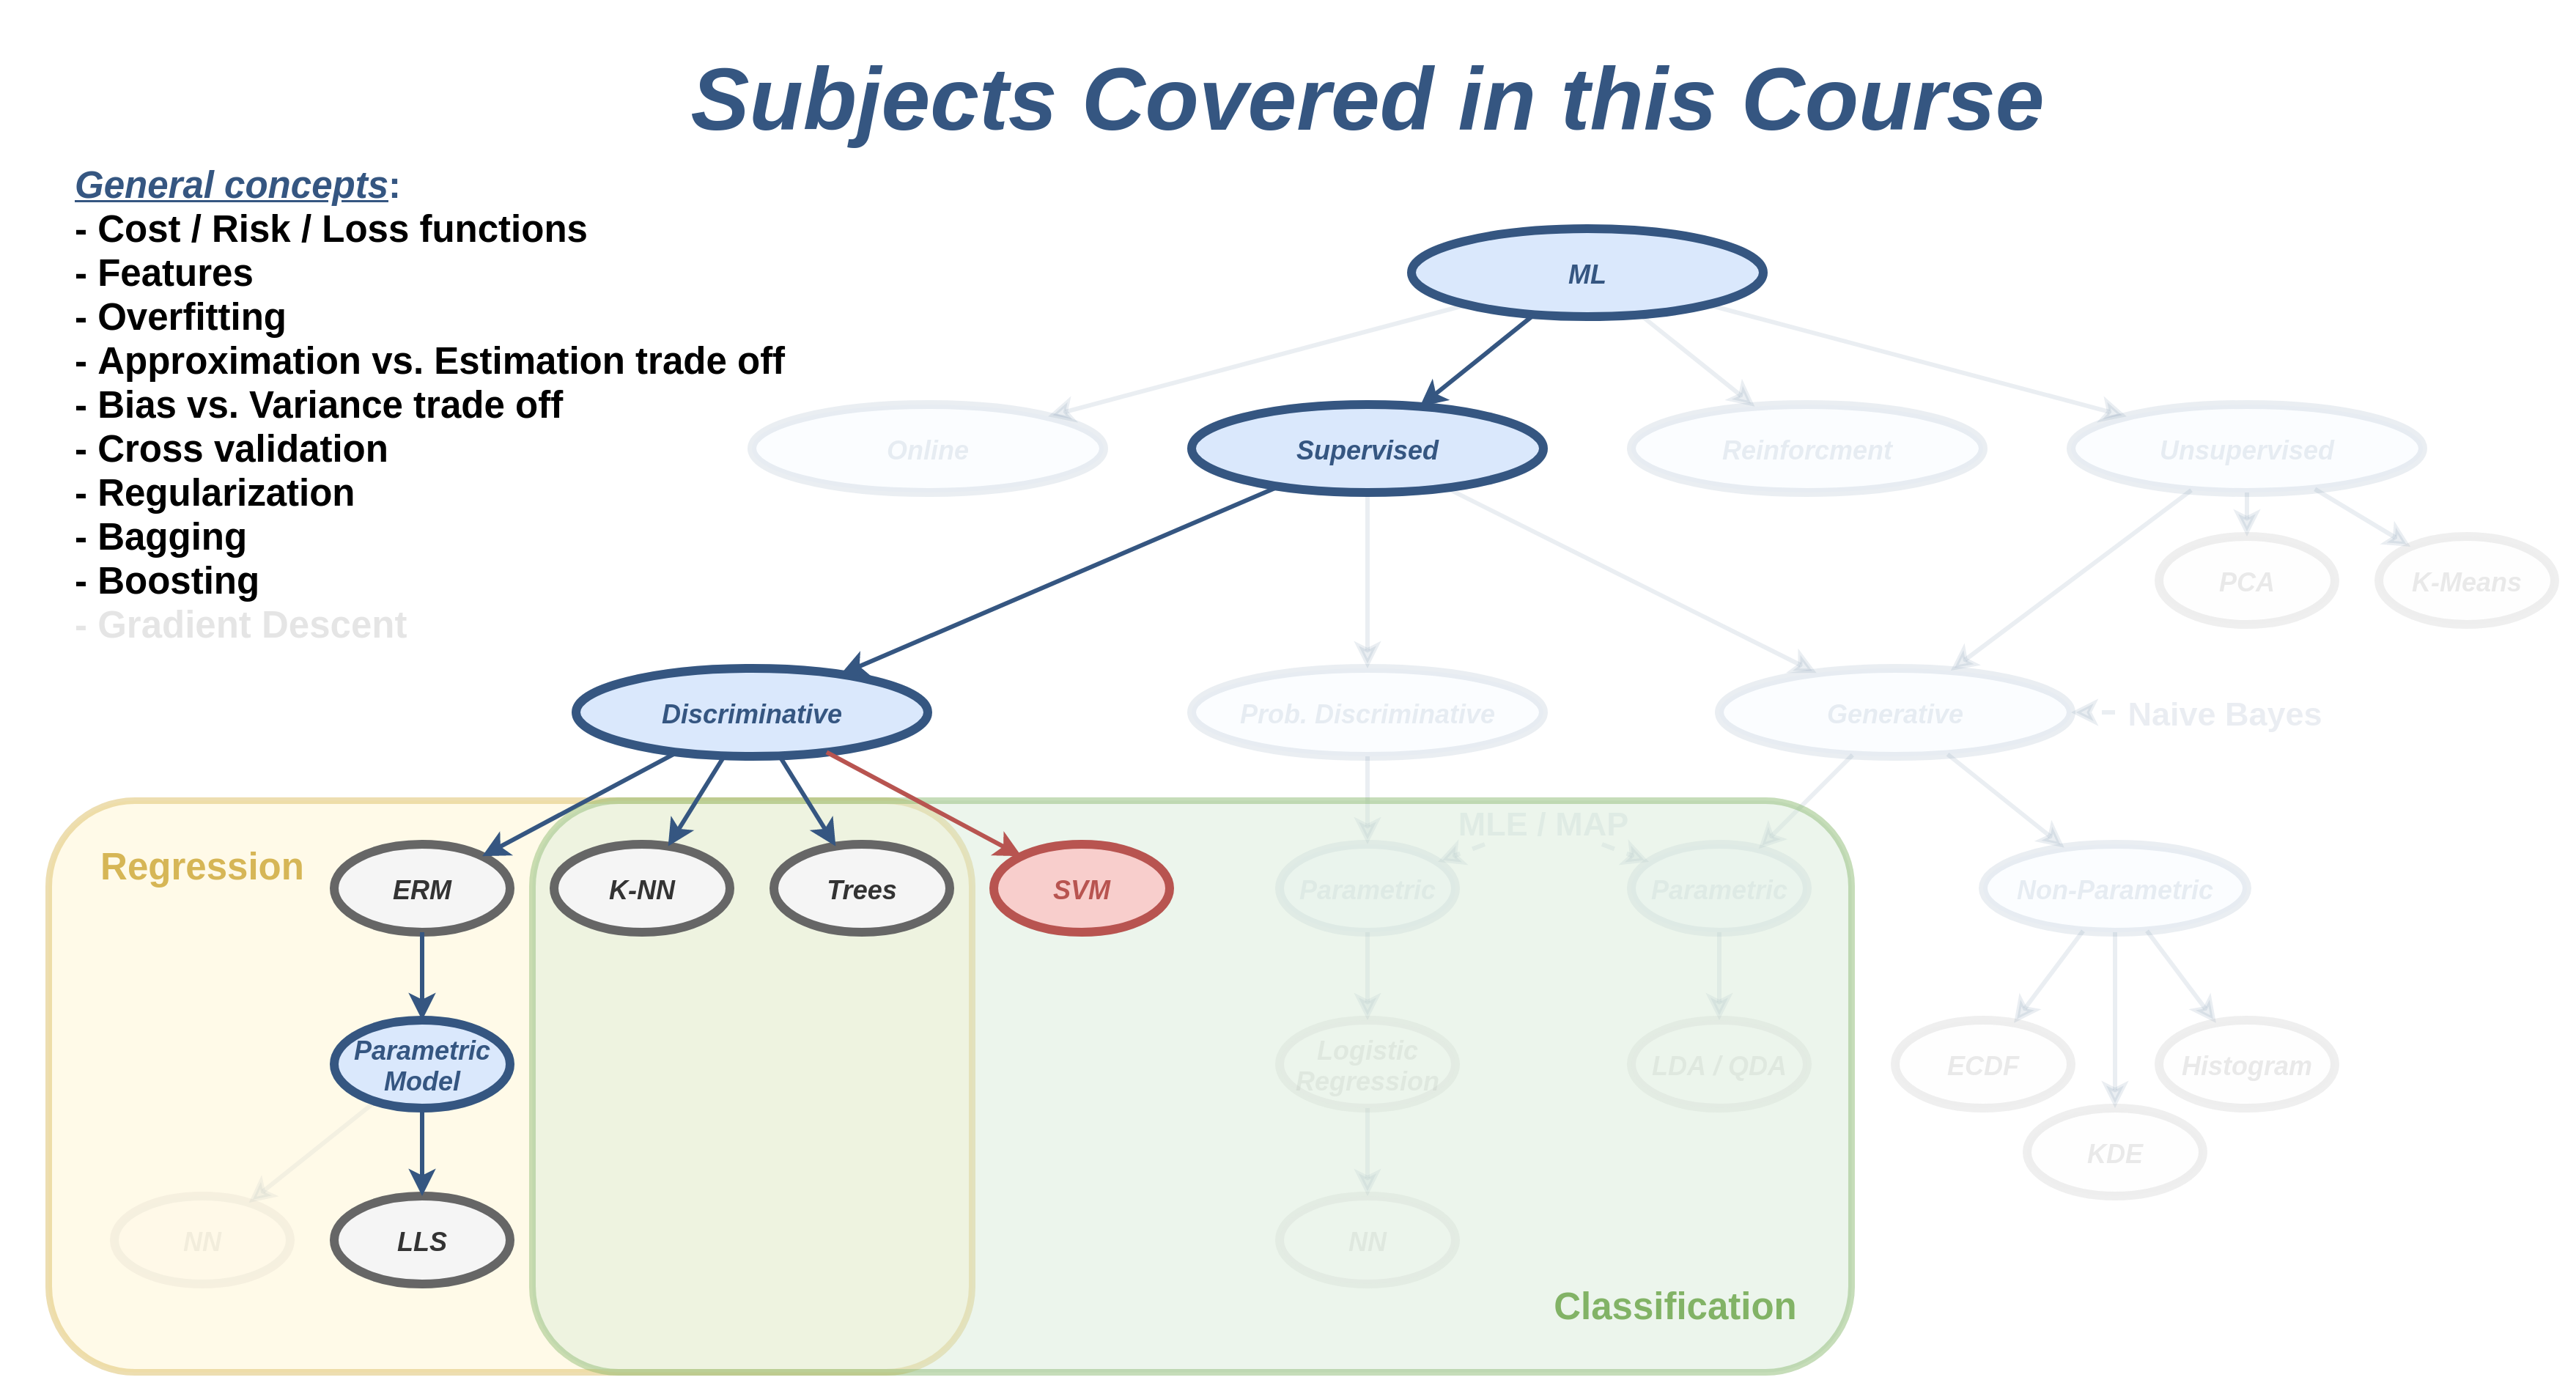 Subjects Covered in this Course
General concepts:
- Cost / Risk / Loss functions
- Features
- Overfitting
- Approximation vs. Estimation trade off
- Bias vs. Variance trade off
- Cross validation
- Regularization
- Bagging
- Boosting
- Gradient Descent
ML
Online
Supervised
Reinforcment
Unsupervised
PCA
K-Means
Discriminative
Prob. Discriminative
Generative
Naive Bayes
MLE / MAP
Regression
ERM
K-NN
Trees
SVM
Parametric
Parametric
Non-Parametric
Parametric
Model
Logistic
Regression
LDA / QDA
ECDF
Histogram
KDE
NN
LLS
NN
Classification